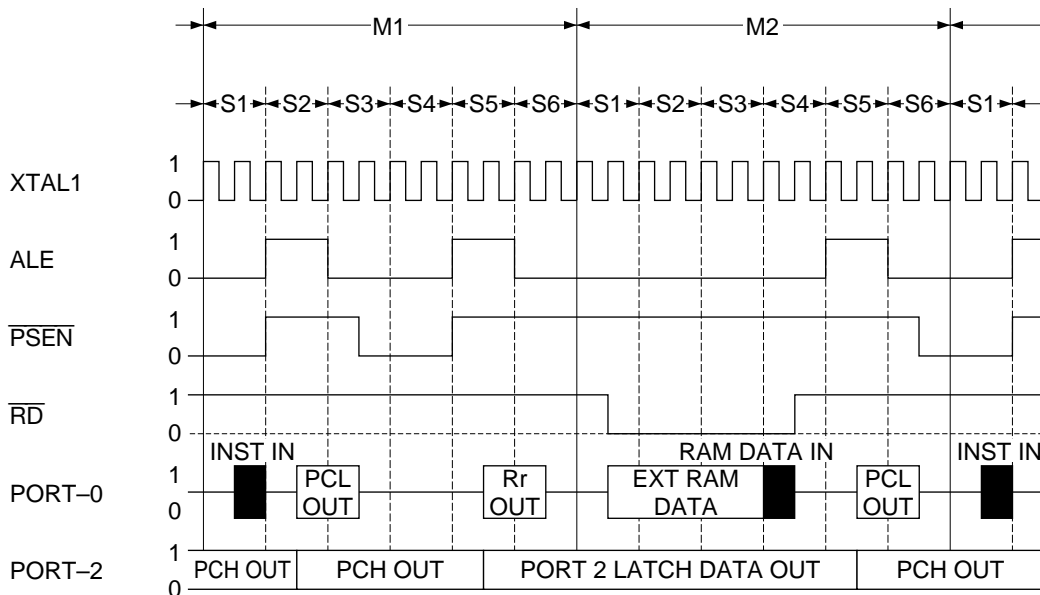 M1 M2
S1 S2 S3 S4 S5 S6 S1 S2 S3 S4 S5 S6 S1
XTAL1 1
0
ALE 1
0
PSEN 1
0
RD 1
0
INST IN RAM DATA IN INST IN
PORT–0 1
0
PCL OUT
Rr OUT
EXT RAM DATA
PCL OUT
PORT–2 1
0
PCH OUT PCH OUT PORT 2 LATCH DATA OUT PCH OUT